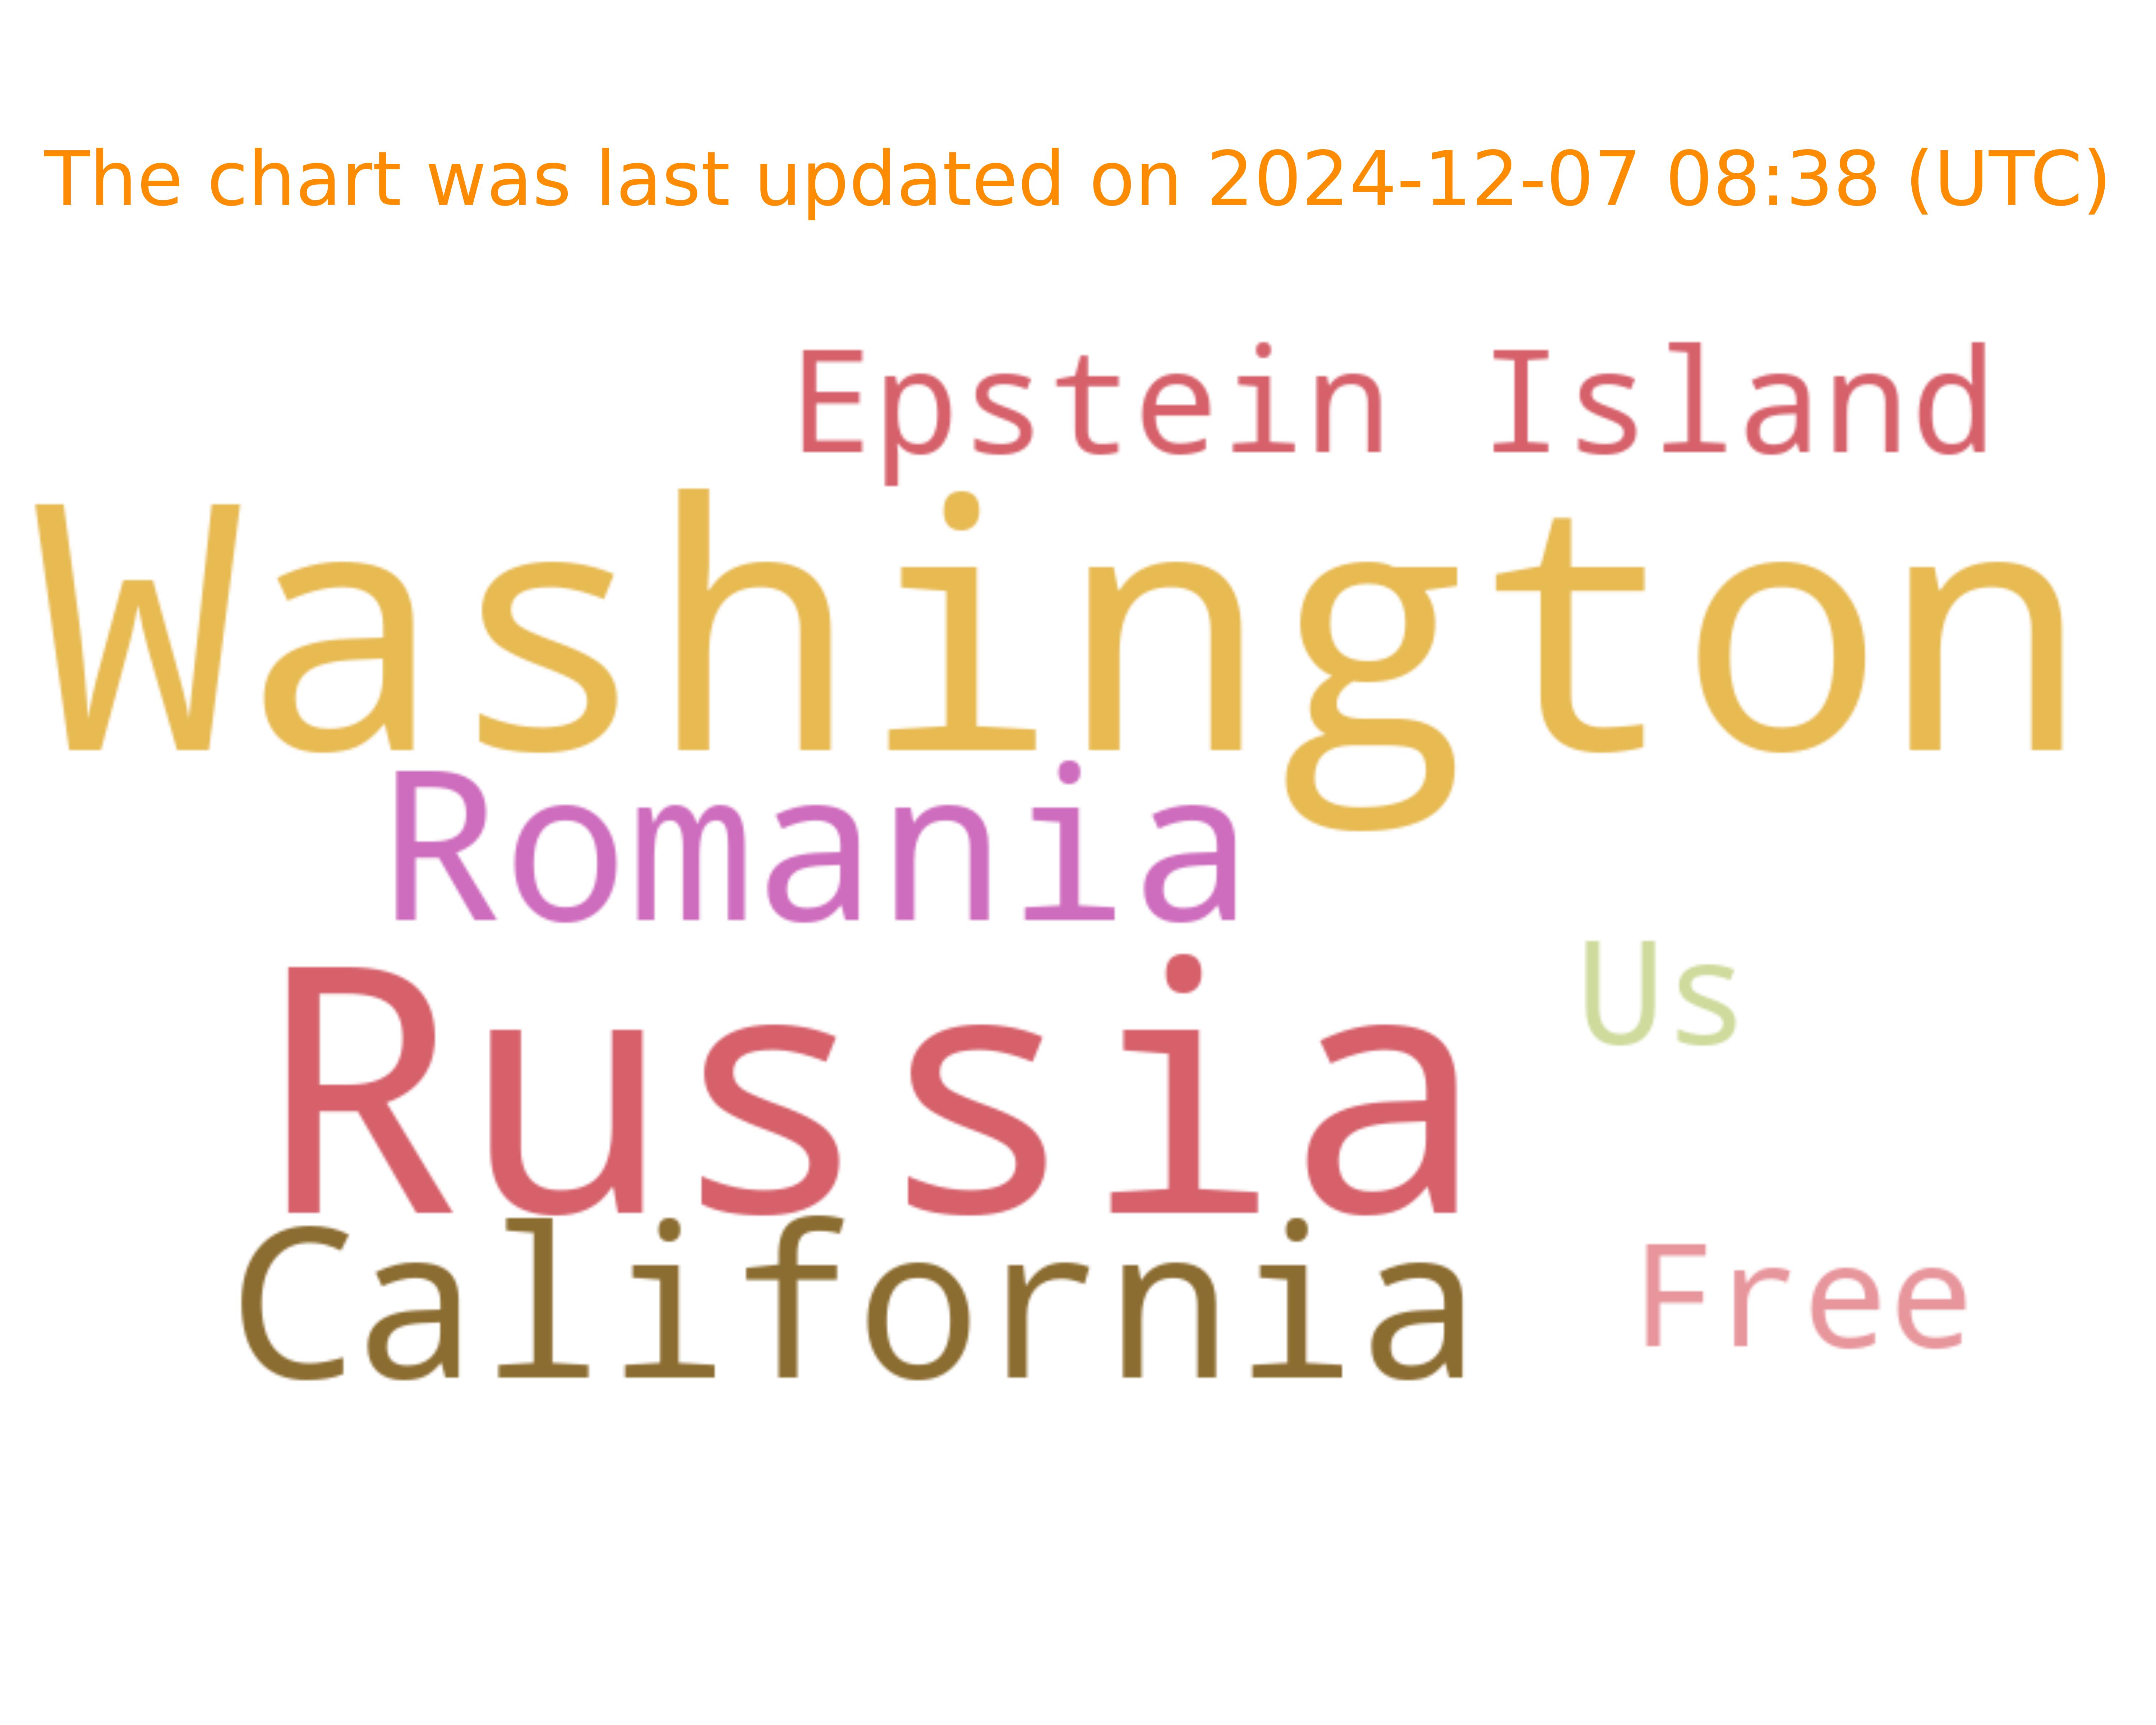 The chart was last updated on 2024-12-07 08:38 (UTC)
Epstein Island
Washington
Romania
Us
Russia
California
Free